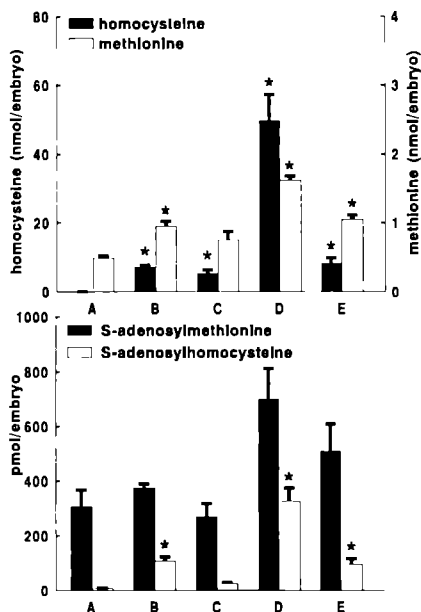 homocysteine
methionine
homocysteine (nmol/embryo)
80
60
40
20
0
methionine (nmol/embryo)
4
3
2
1
0
* * * * * * *
A B C D E
S-adenosylmethionine
S-adenosylhomocysteine
pmol/embryo
1000
800
600
400
200
0
* * *
A B C D E